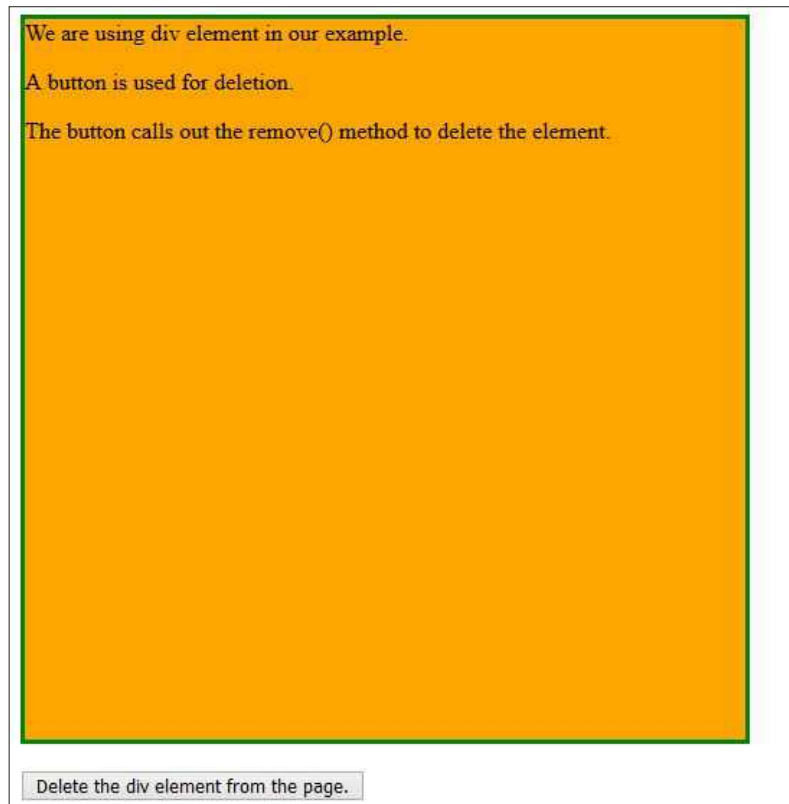 We are using div element in our example.
A button is used for deletion.
The button calls out the remove() method to delete the element.
Delete the div element from the page.